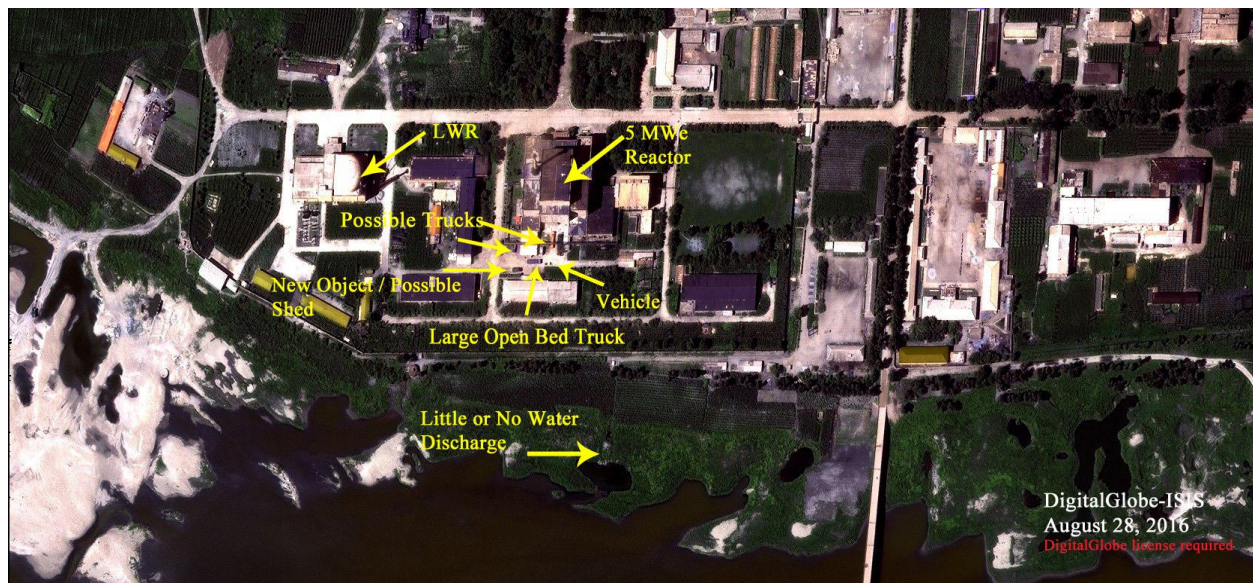 LWR
5 MWe
Reactor
Possible Trucks
New Object / Possible
Shed
Vehicle
Large Open Bed Truck
Little or No Water
Discharge
DigitalGlobe-ISIS
August 28, 2016
DigitalGlobe license required